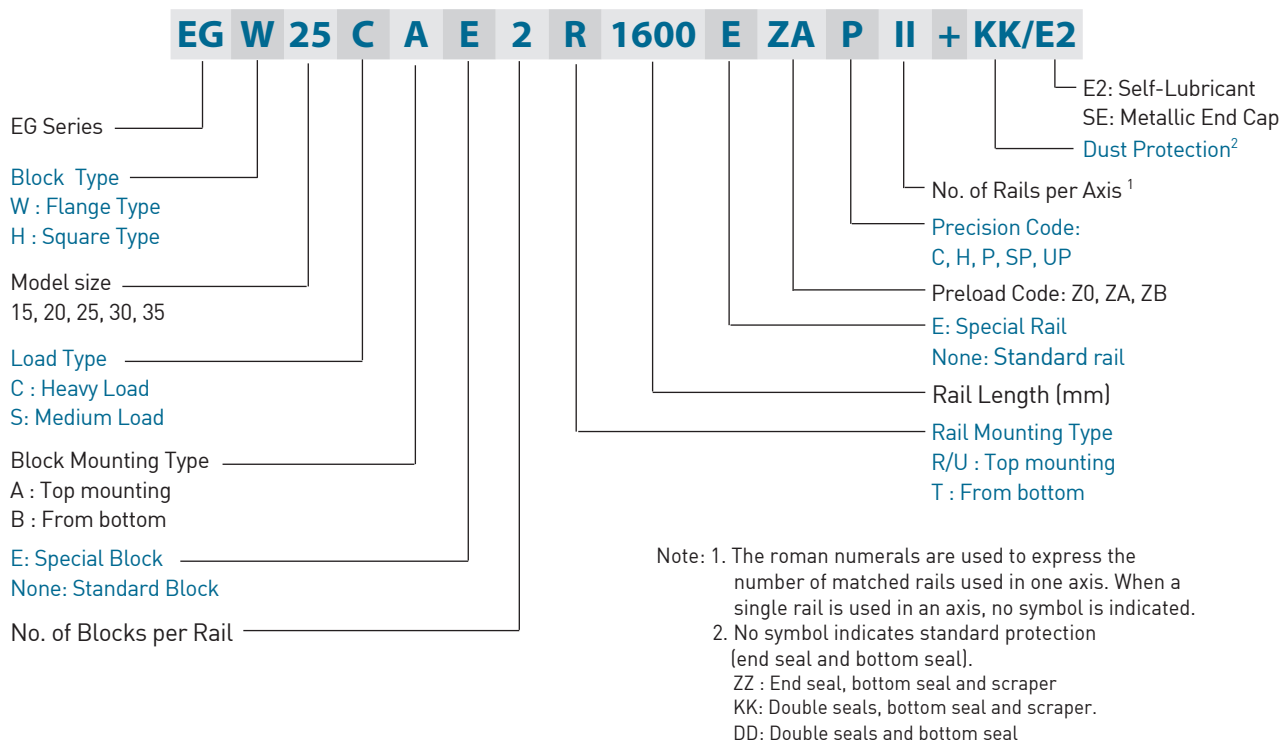 EG W 25 C A E 2 R 1600 E ZA P II + KK/E2
EG Series
Block Type
W : Flange Type
H : Square Type
Model size
15, 20, 25, 30, 35
Load Type
C : Heavy Load
S: Medium Load
Block Mounting Type
A : Top mounting
B : From bottom
E: Special Block
None: Standard Block
No. of Blocks per Rail
E2: Self-Lubricant
SE: Metallic End Cap
Dust Protection2
No. of Rails per Axis 1
Precision Code:
C, H, P, SP, UP
Preload Code: Z0, ZA, ZB
E: Special Rail
None: Standard rail
Rail Length (mm)
Rail Mounting Type
R/U : Top mounting
T : From bottom
Note: 1. The roman numerals are used to express the
number of matched rails used in one axis. When a
single rail is used in an axis, no symbol is indicated.
2. No symbol indicates standard protection
(end seal and bottom seal).
ZZ : End seal, bottom seal and scraper
KK: Double seals, bottom seal and scraper.
DD: Double seals and bottom seal